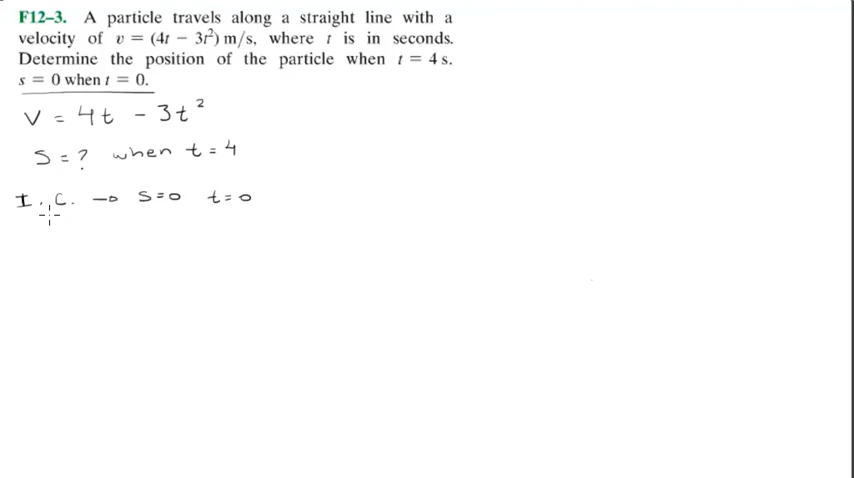 F12–3. A particle travels along a straight line with a
velocity of v = (4t − 3t²) m/s, where t is in seconds.
Determine the position of the particle when t = 4 s.
s = 0 when t = 0.
V = 4t - 3t²
S = ? when t = 4
I.C. → S=0 t=0